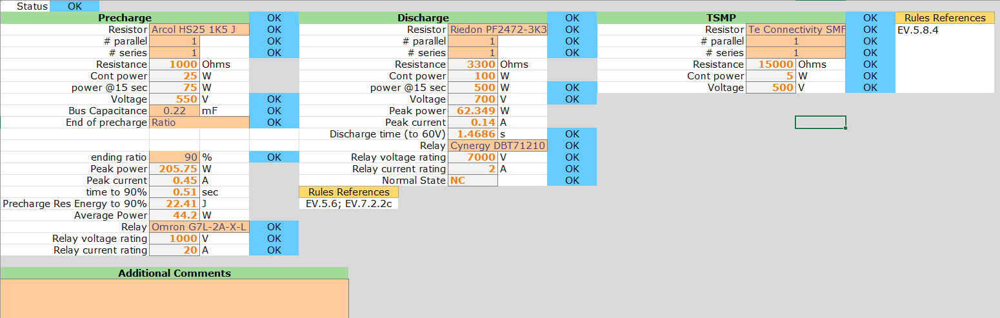 Status OK
Precharge OK Discharge OK TSMP OK Rules References
Resistor Arcol HS25 1K5 J OK Resistor Riedon PF2472-3K3 OK Resistor Te Connectivity SMF OK EV.5.8.4
# parallel 1 OK # parallel 1 OK # parallel 1 OK
# series 1 OK # series 1 OK # series 1 OK
Resistance 1000 Ohms Resistance 3300 Ohms Resistance 15000 Ohms OK
Cont power 25 W Cont power 100 W Cont power 5 W OK
power @15 sec 75 W power @15 sec 500 W OK Voltage 500 V OK
Voltage 550 V OK Voltage 700 V OK
Bus Capacitance 0.22 mF OK Peak power 62.349 W
End of precharge Ratio OK Peak current 0.14 A
Discharge time (to 60V) 1.4686 s OK
Relay Cynergy DBT71210 OK
ending ratio 90 % OK Relay voltage rating 7000 V OK
Peak power 205.75 W Relay current rating 2 A OK
Peak current 0.45 A Normal State NC OK
time to 90% 0.51 sec Rules References
Precharge Res Energy to 90% 22.41 J EV.5.6; EV.7.2.2c
Average Power 44.2 W
Relay Omron G7L-2A-X-L OK
Relay voltage rating 1000 V OK
Relay current rating 20 A OK
Additional Comments